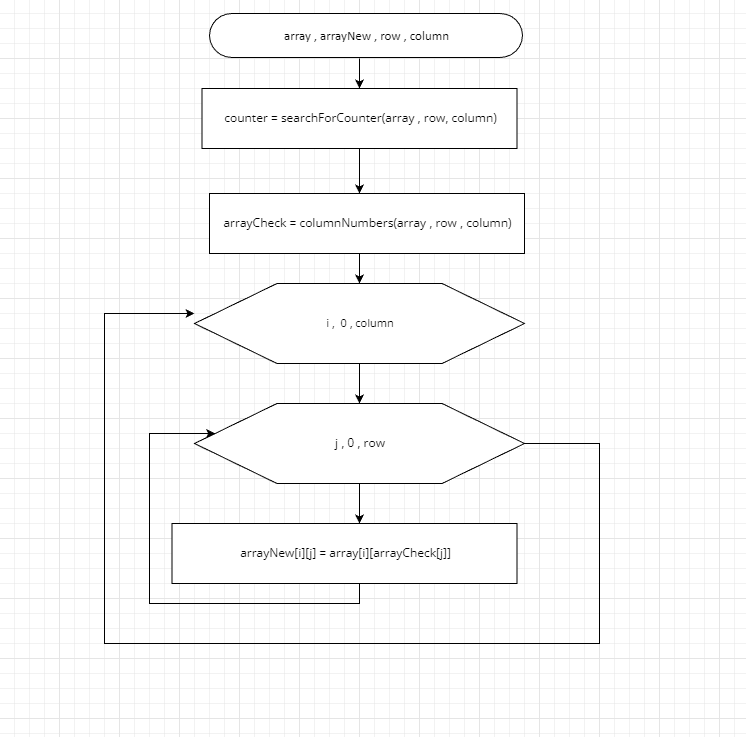 array , arrayNew , row , column
counter = searchForCounter(array , row, column)
arrayCheck = columnNumbers(array , row , column)
i ,  0 , column
j , 0 , row
arrayNew[i][j] = array[i][arrayCheck[j]]